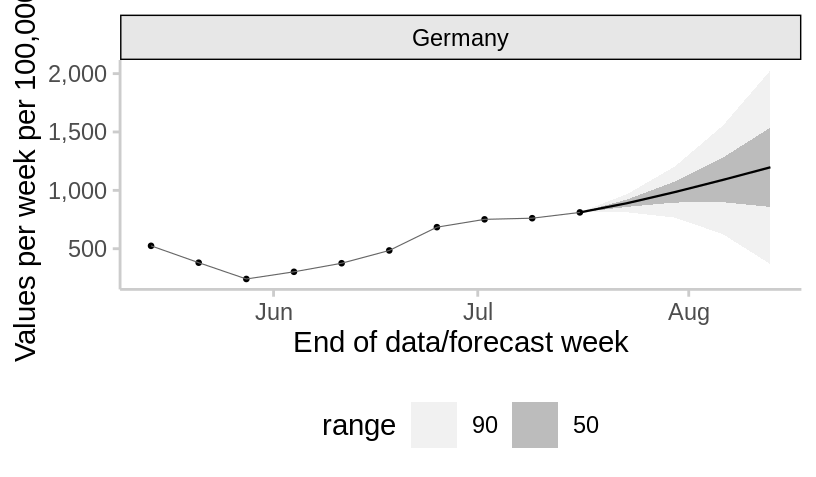 Germany
Values per week per 100,000
2,000
1,500
1,000
500
Jun Jul Aug
End of data/forecast week
range 90 50